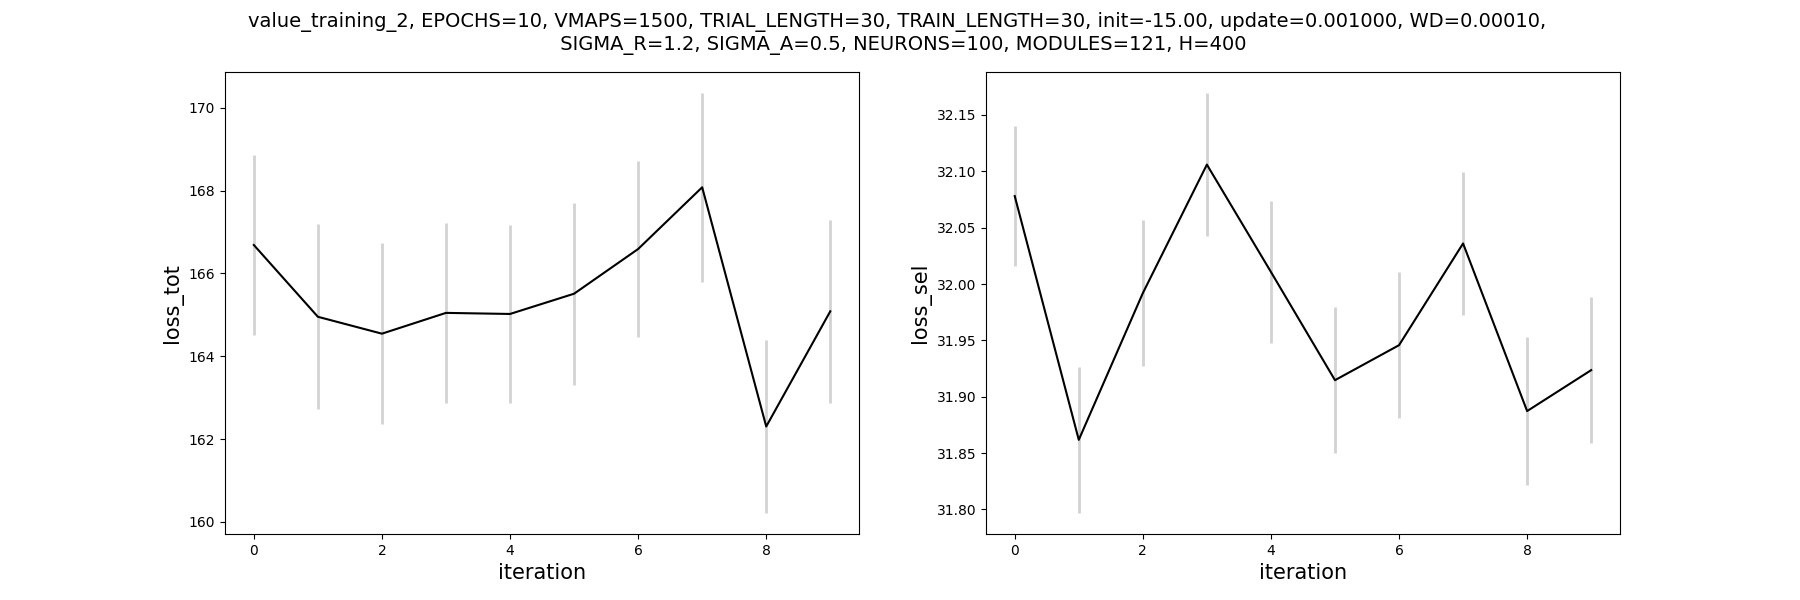 value_training_2, EPOCHS=10, VMAPS=1500, TRIAL_LENGTH=30, TRAIN_LENGTH=30, init=-15.00, update=0.001000, WD=0.00010,
SIGMA_R=1.2, SIGMA_A=0.5, NEURONS=100, MODULES=121, H=400
loss_tot
170
168
166
164
162
160
0 2 4 6 8
iteration
loss_sel
32.15
32.10
32.05
32.00
31.95
31.90
31.85
31.80
0 2 4 6 8
iteration